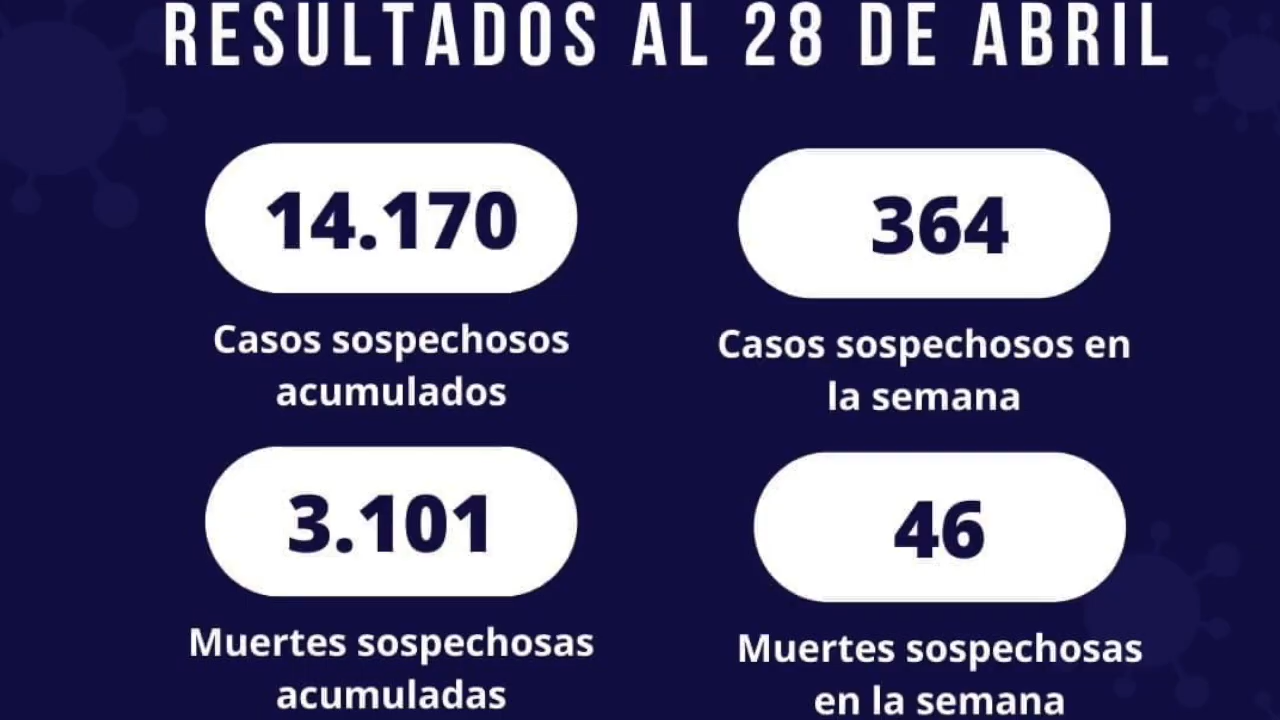 RESULTADOS AL 28 DE ABRIL
14.170
Casos sospechosos
acumulados
364
Casos sospechosos en
la semana
3.101
Muertes sospechosas
acumuladas
46
Muertes sospechosas
en la semana